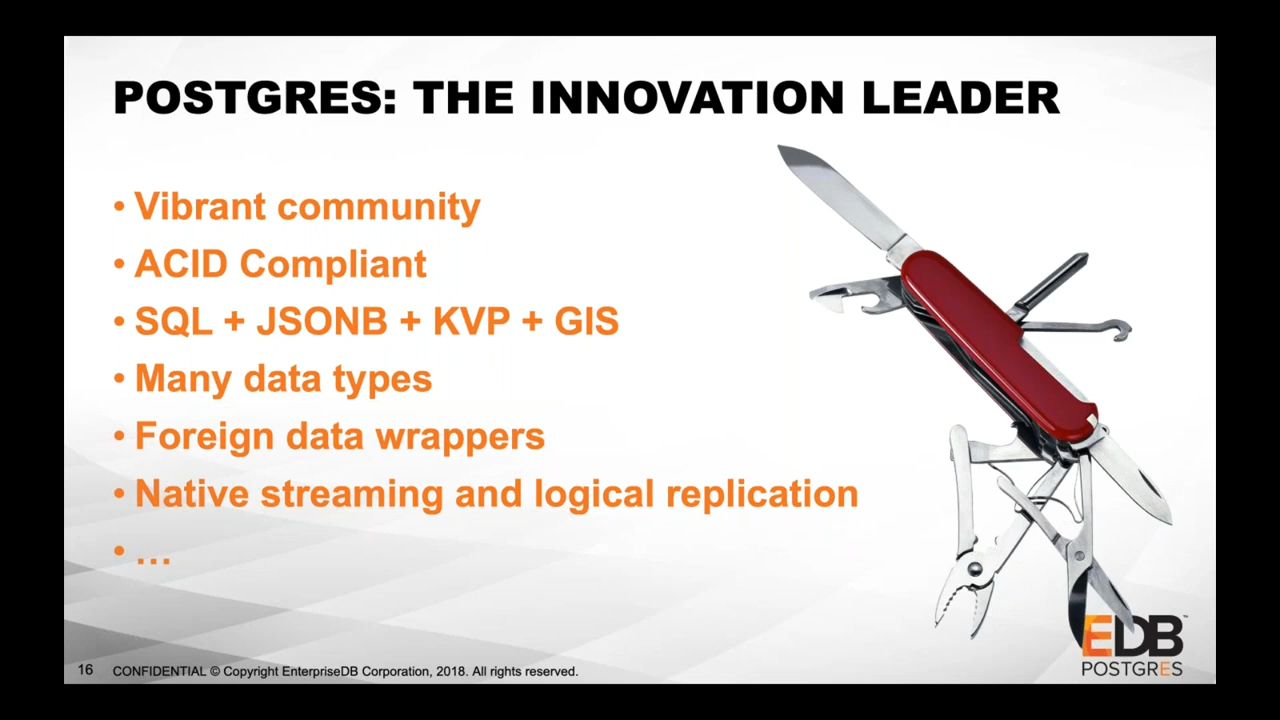 POSTGRES: THE INNOVATION LEADER
• Vibrant community
• ACID Compliant
• SQL + JSONB + KVP + GIS
• Many data types
• Foreign data wrappers
• Native streaming and logical replication
• …
EDB™
POSTGRES
16 CONFIDENTIAL © Copyright EnterpriseDB Corporation, 2018. All rights reserved.